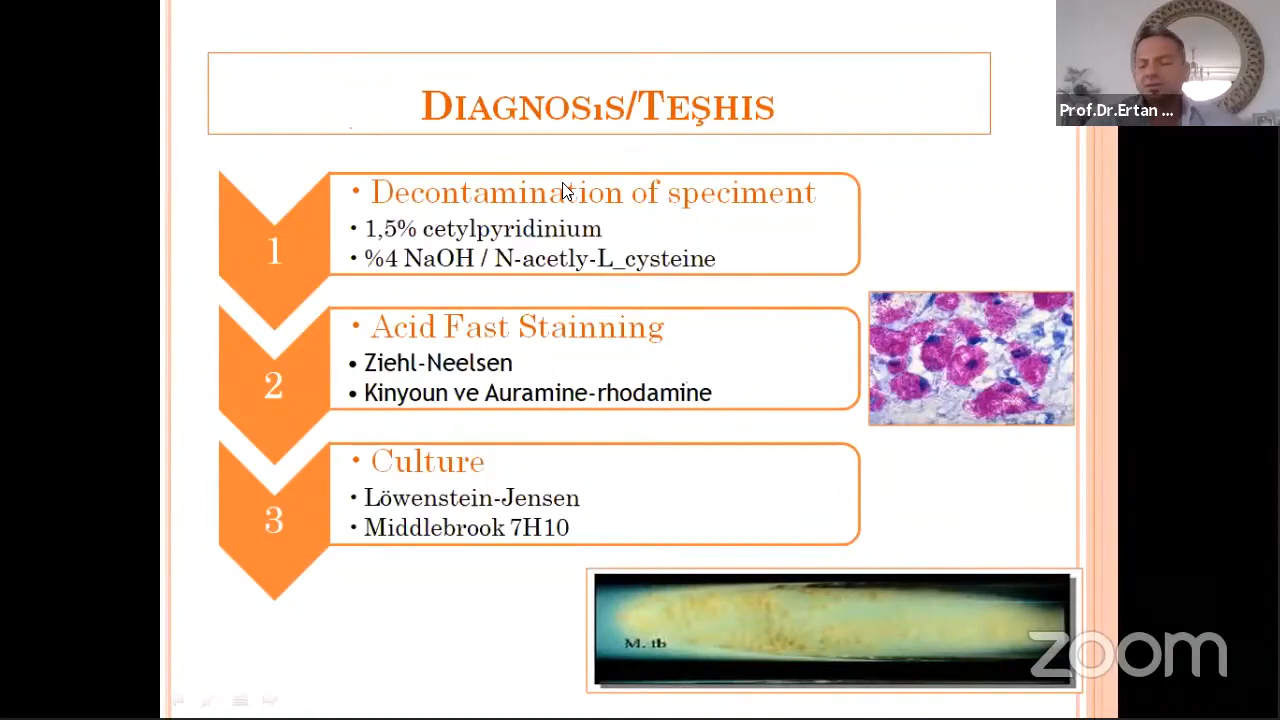 DIAGNOSıS/TEŞHIS
Prof.Dr.Ertan ...
1
• Decontamination of speciment
• 1,5% cetylpyridinium
• %4 NaOH / N-acetly-L_cysteine
2
• Acid Fast Stainning
• Ziehl-Neelsen
• Kinyoun ve Auramine-rhodamine
3
• Culture
• Löwenstein-Jensen
• Middlebrook 7H10
M. tb
zoom